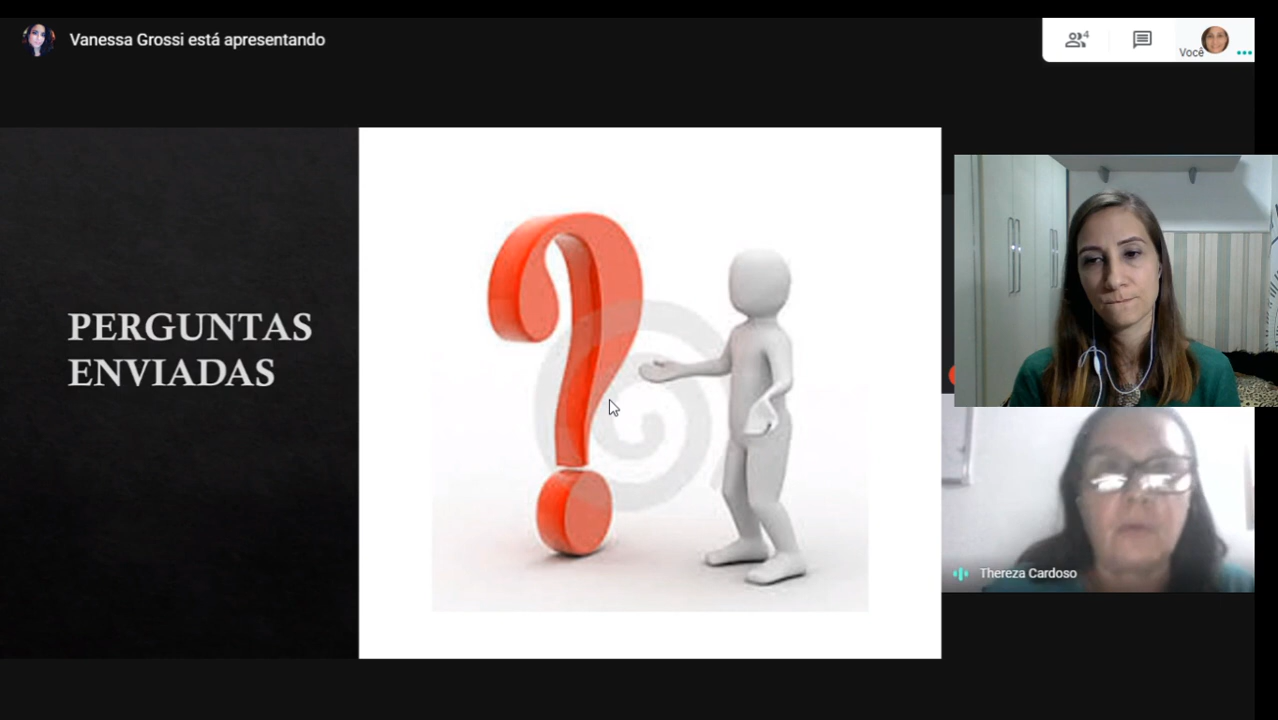 Vanessa Grossi está apresentando
4
Você
PERGUNTAS
ENVIADAS
Thereza Cardoso